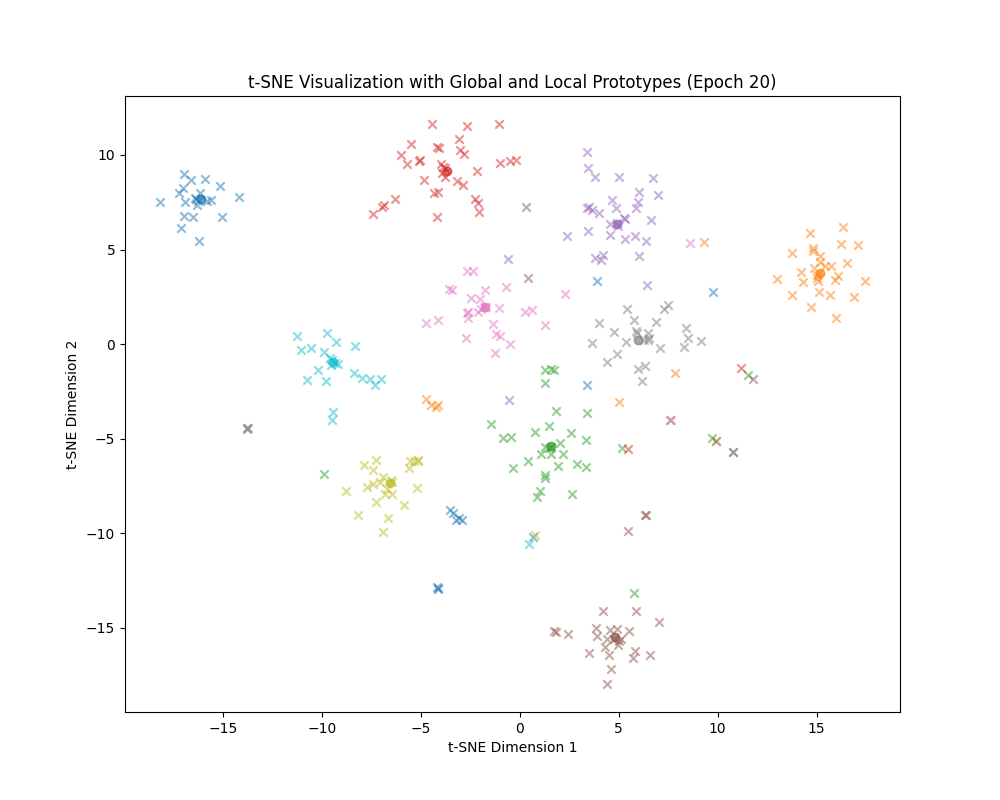 t-SNE Visualization with Global and Local Prototypes (Epoch 20)
10
5
0
−5
−10
−15
t-SNE Dimension 2
−15 −10 −5 0 5 10 15
t-SNE Dimension 1